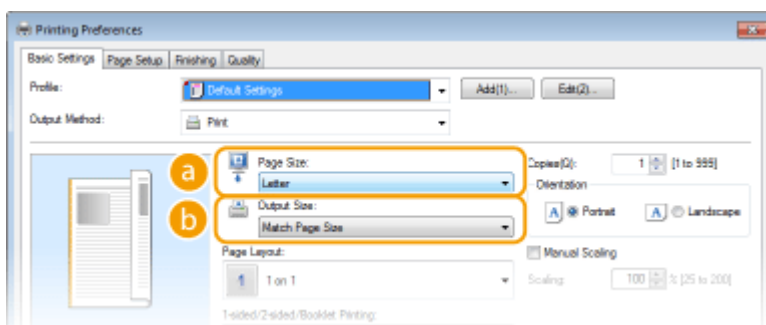 Printing Preferences
Basic Settings Page Setup Finishing Quality
Profile: Default Settings Add(1)... Edit(2)...
Output Method: Print
a Page Size: Copies(Q): 1 [1 to 999]
Letter Orientation
b Output Size: A Portrait A Landscape
Match Page Size
Page Layout: Manual Scaling
1 1 on 1 Scaling: 100 % [25 to 200]
1-sided/2-sided/Booklet Printing: